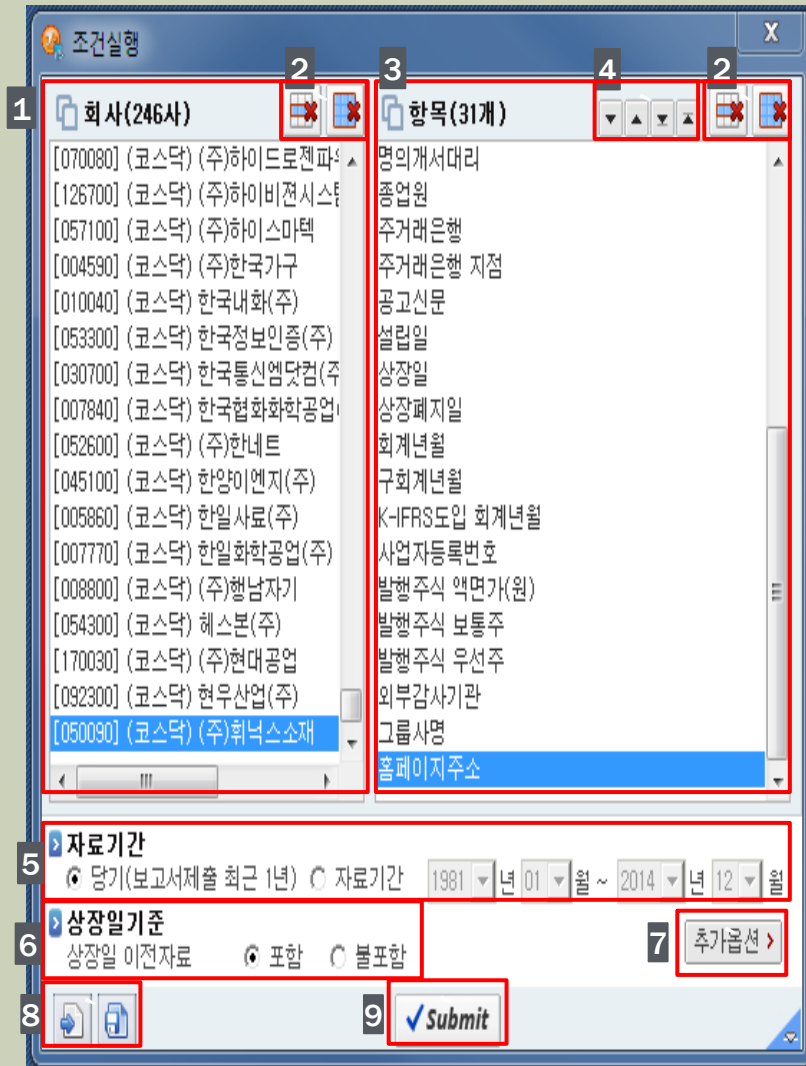 조건실행
X
1
2
3
4
2
회사(246사)
항목(31개)
[070080] (코스닥) (주)하이드로젠파워
[126700] (코스닥) (주)하이비젼시스템
[057100] (코스닥) (주)하이스마텍
[004590] (코스닥) (주)한국가구
[010040] (코스닥) 한국내화(주)
[053300] (코스닥) 한국정보인증(주)
[030700] (코스닥) 한국통신엠닷컴(주
[007840] (코스닥) 한국협화화학공업(
[052600] (코스닥) (주)한네트
[045100] (코스닥) 한양이엔지(주)
[005860] (코스닥) 한일사료(주)
[007770] (코스닥) 한일화학공업(주)
[008800] (코스닥) (주)행남자기
[054300] (코스닥) 헤스본(주)
[170030] (코스닥) (주)현대공업
[092300] (코스닥) 현우산업(주)
[050090] (코스닥) (주)휘닉스소재
명의개서대리
종업원
주거래은행
주거래은행 지점
공고신문
설립일
상장일
상장폐지일
회계년월
구회계년월
K-IFRS도입 회계년월
사업자등록번호
발행주식 액면가(원)
발행주식 보통주
발행주식 우선주
외부감사기관
그룹사명
홈페이지주소
5
자료기간
당기(보고서제출 최근 1년) 자료기간 1981 년 01 월 ~ 2014 년 12 월
6
상장일기준
상장일 이전자료 포함 불포함
7
추가옵션
8
9
Submit